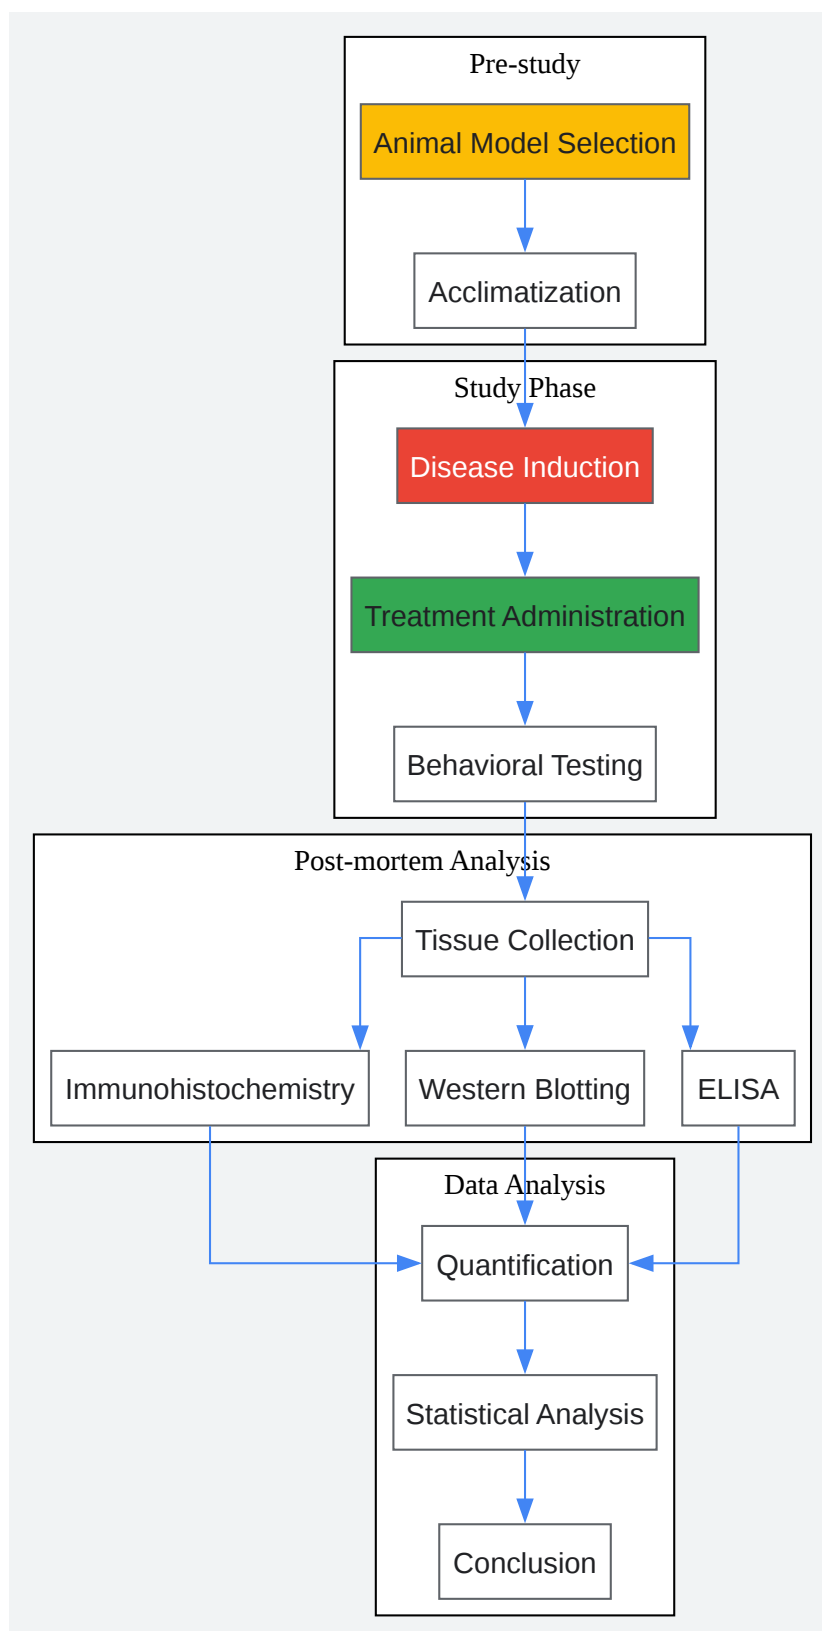 Pre-study
Animal Model Selection
Acclimatization
Study Phase
Disease Induction
Treatment Administration
Behavioral Testing
Post-mortem Analysis
Tissue Collection
Immunohistochemistry
Western Blotting
ELISA
Data Analysis
Quantification
Statistical Analysis
Conclusion